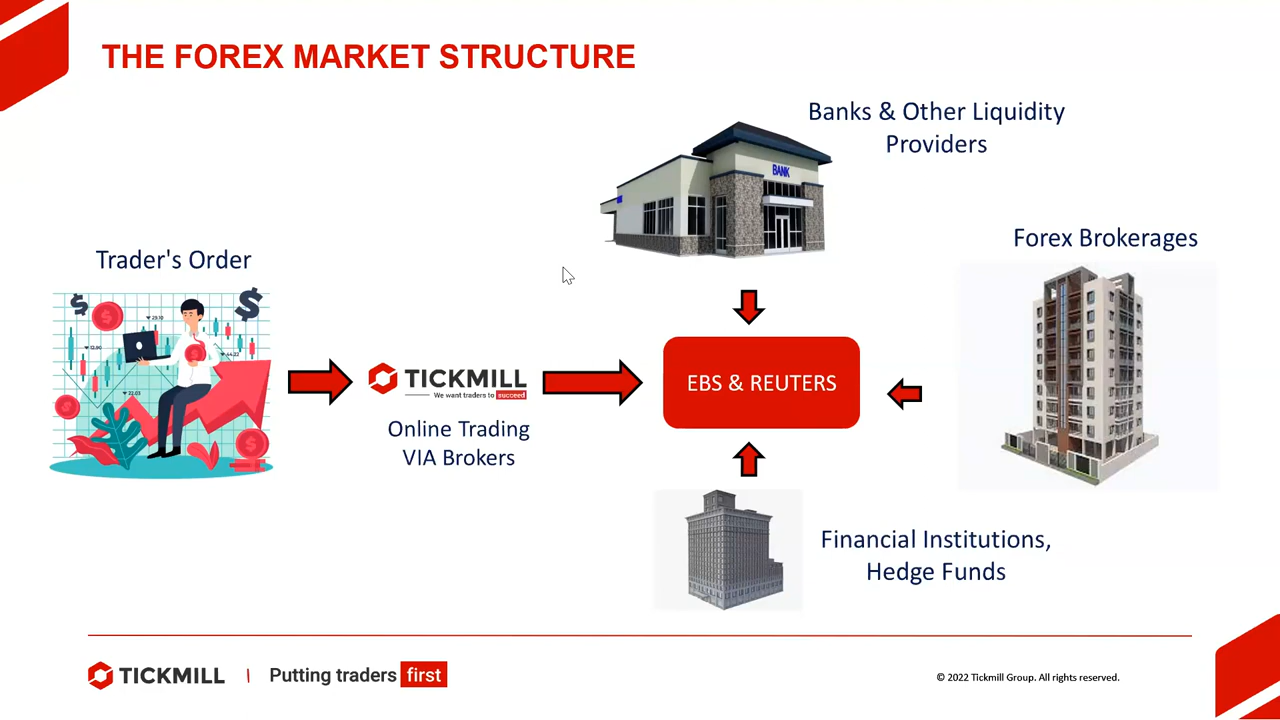 THE FOREX MARKET STRUCTURE
Banks & Other Liquidity
Providers
BANK
Forex Brokerages
Trader's Order
TICKMILL
We want traders to succeed
Online Trading
VIA Brokers
EBS & REUTERS
Financial Institutions,
Hedge Funds
TICKMILL | Putting traders first
© 2022 Tickmill Group. All rights reserved.